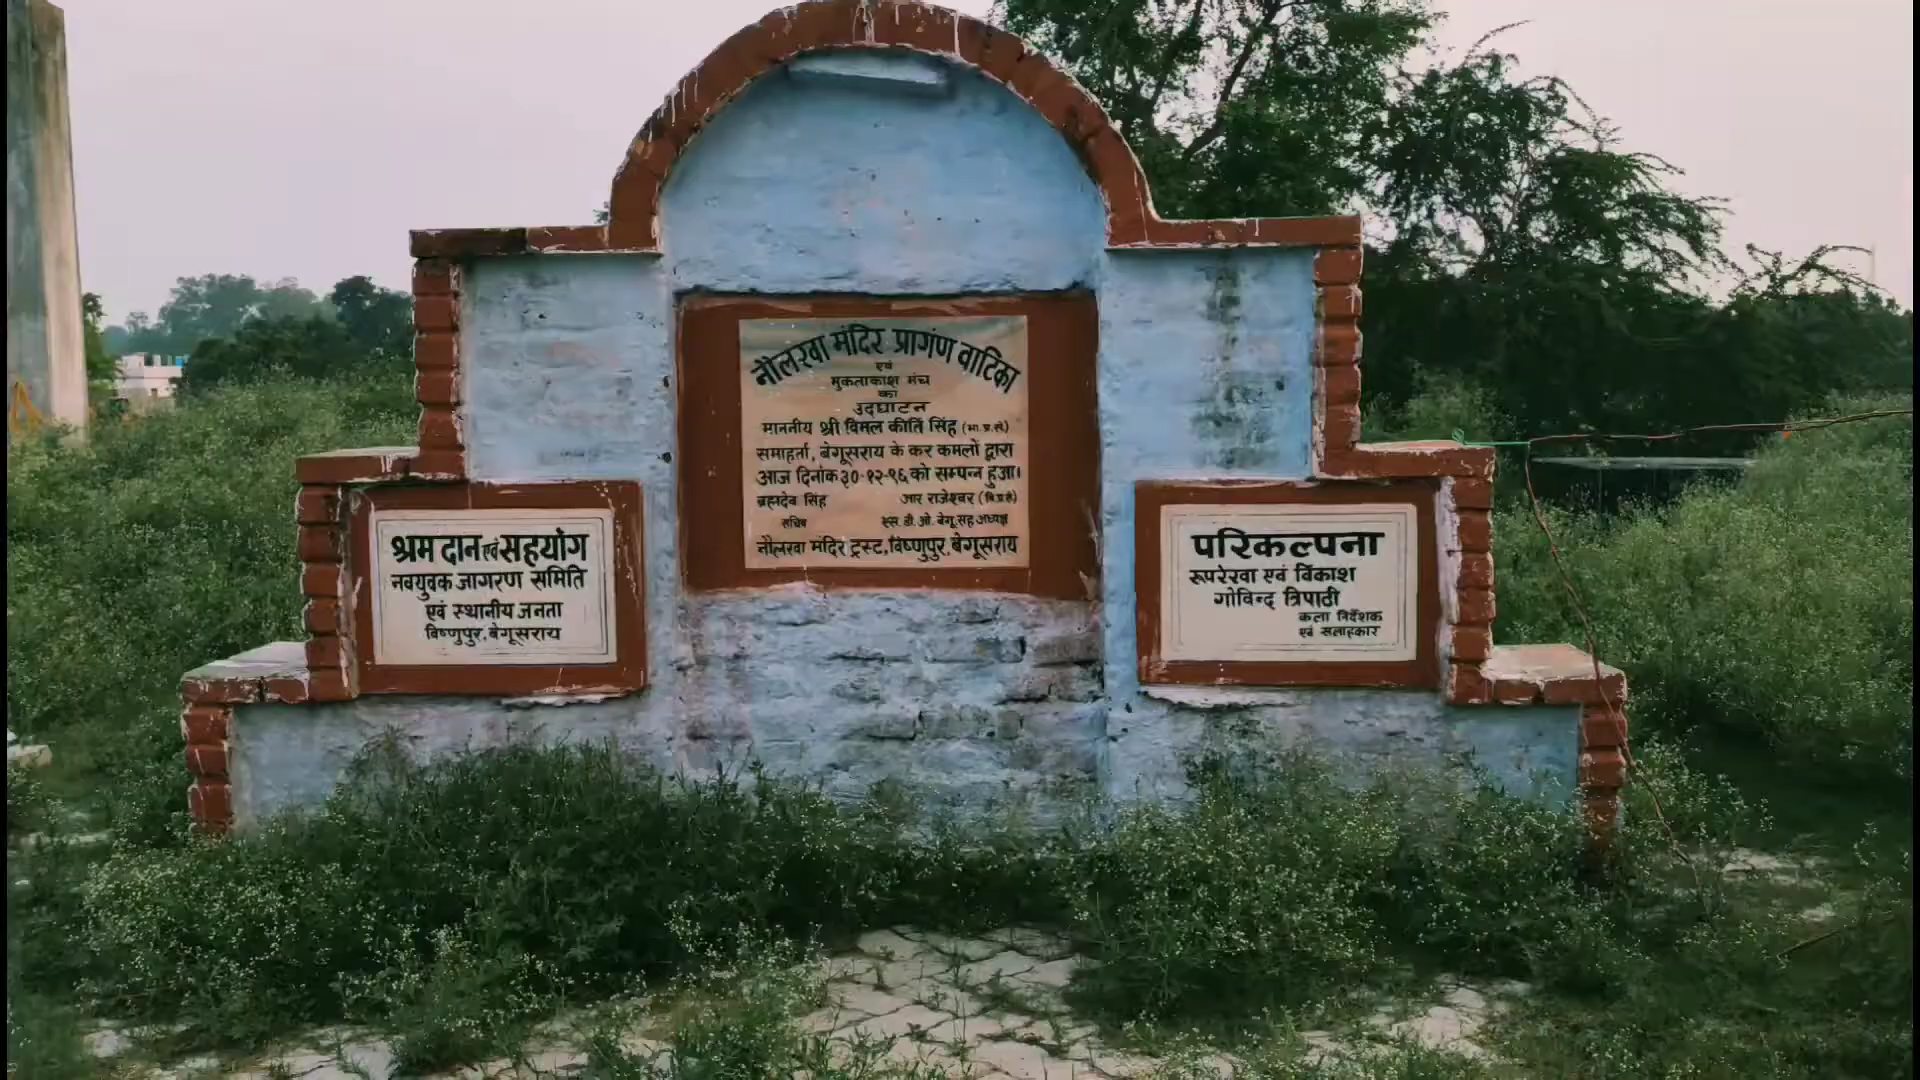 नौलखा मंदिर प्रागंण वाटिका
एवं
मुक्ताकाश मंच
का
उद्घाटन
माननीय श्री विमल कीर्ति सिंह (भा.प्र.से)
समाहर्ता, बेगूसराय के कर कमलों द्वारा
आज दिनांक ३०-१२-९६ को सम्पन्न हुआ।
ब्रह्मदेव सिंह आर राजेश्वर (बि.प्र.से)
सचिव एस. डी. ओ. बेगू. सह अध्यक्ष
नौलखा मंदिर ट्रस्ट, विष्णुपुर, बेगूसराय
श्रम दान एवं सहयोग
नवयुवक जागरण समिति
एवं स्थानीय जनता
विष्णुपुर, बेगूसराय
परिकल्पना
रूपरेखा एवं विकाश
गोविन्द त्रिपाठी
कला निर्देशक
एवं सलाहकार